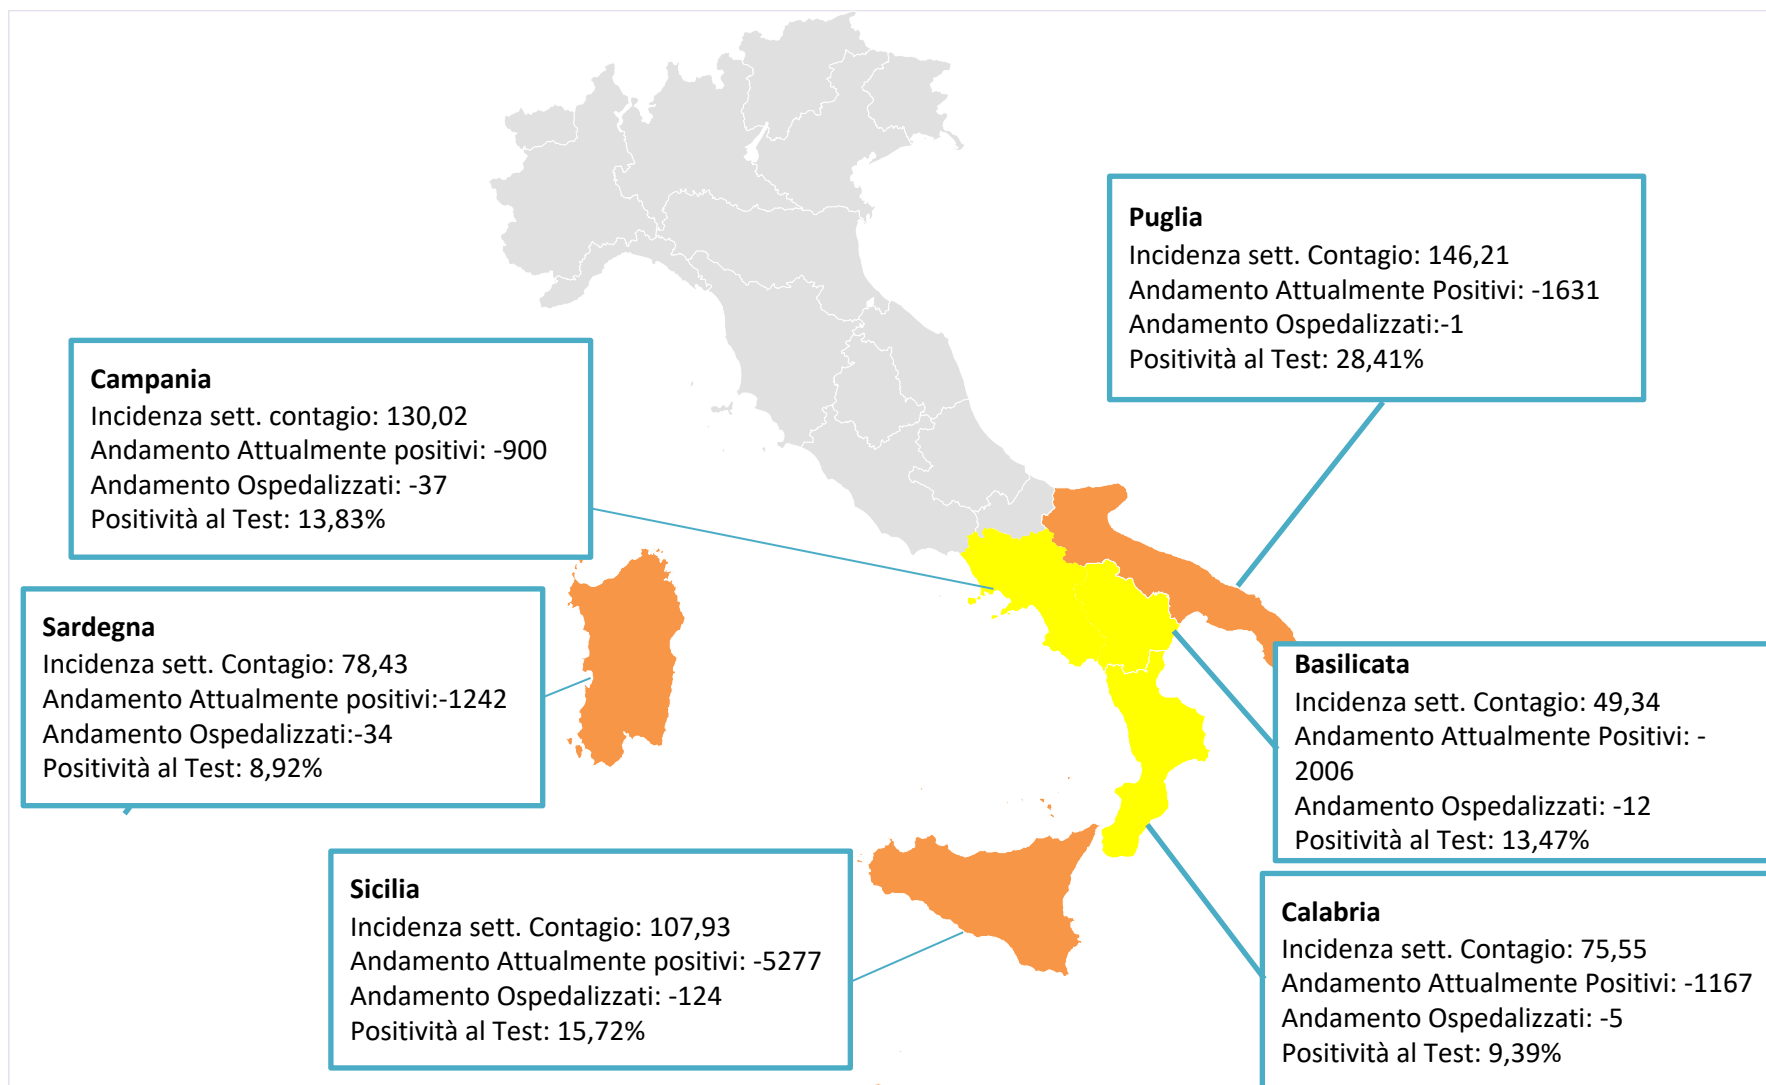 Puglia
Incidenza sett. Contagio: 146,21
Andamento Attualmente Positivi: -1631
Andamento Ospedalizzati:-1
Positività al Test: 28,41%
Campania
Incidenza sett. contagio: 130,02
Andamento Attualmente positivi: -900
Andamento Ospedalizzati: -37
Positività al Test: 13,83%
Sardegna
Incidenza sett. Contagio: 78,43
Andamento Attualmente positivi:-1242
Andamento Ospedalizzati:-34
Positività al Test: 8,92%
Basilicata
Incidenza sett. Contagio: 49,34
Andamento Attualmente Positivi: -
2006
Andamento Ospedalizzati: -12
Positività al Test: 13,47%
Sicilia
Incidenza sett. Contagio: 107,93
Andamento Attualmente positivi: -5277
Andamento Ospedalizzati: -124
Positività al Test: 15,72%
Calabria
Incidenza sett. Contagio: 75,55
Andamento Attualmente Positivi: -1167
Andamento Ospedalizzati: -5
Positività al Test: 9,39%